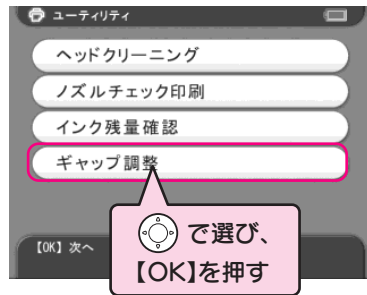 ユーティリティ
ヘッドクリーニング
ノズルチェック印刷
インク残量確認
ギャップ調整
で選び、
【OK】を押す
【OK】次へ